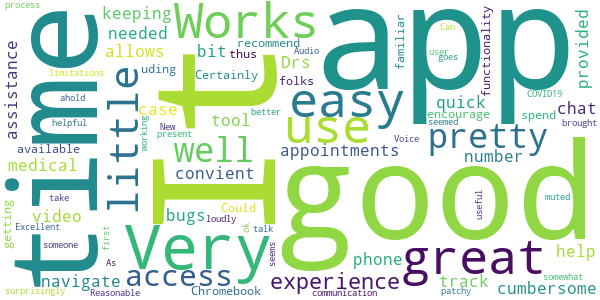 process
keeping
needed
allows
Works
app
familiar
functionality
Can
user
goes
provided
assistance
time
limitations
ahold
helpful
little
bit
thus
recommend
Audio
Drs
folks
uding
Certainly
case
New
present
tool
better
working
It
easy
use
quick
encourage
COVID19
spend
seemed
chat
brought
available
medical
well
appointments
pretty
number
Voice
convient
good
getting
take
video
Excellent
someone
bugs
Could
loudly
ok
talk
first
Very
phone
great
useful
muted
help
navigate
access
seems
experience
track
cumbersome
somewhat
surprisingly
As
Reasonable
Chromebook
communication
patchy